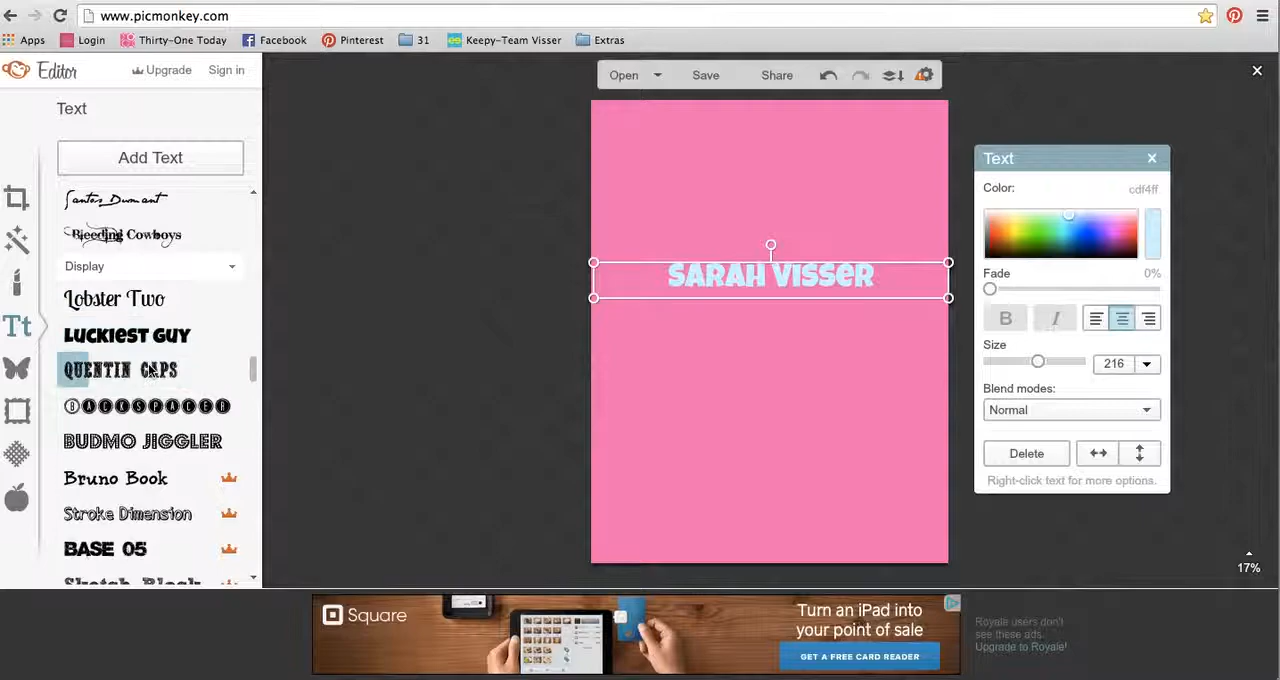 www.picmonkey.com
Apps Login Thirty-One Today Facebook Pinterest 31 Keepy-Team Visser Extras
Editor Upgrade Sign in
Open Save Share
Text
Add Text
Santos Dumont
Bleeding Cowboys
Display
Lobster Two
Luckiest Guy
QUENTIN CAPS
BACKSPACER
BUDMO JIGGLER
Bruno Book
Stroke Dimension
BASE 05
Sketch Block
SARAH VISSER
Text
Color: cdf4ff
Fade 0%
B I
Size
216
Blend modes:
Normal
Delete
Right-click text for more options.
17%
Square
Turn an iPad into
your point of sale
GET A FREE CARD READER
Royale users don't
see these ads.
Upgrade to Royale!